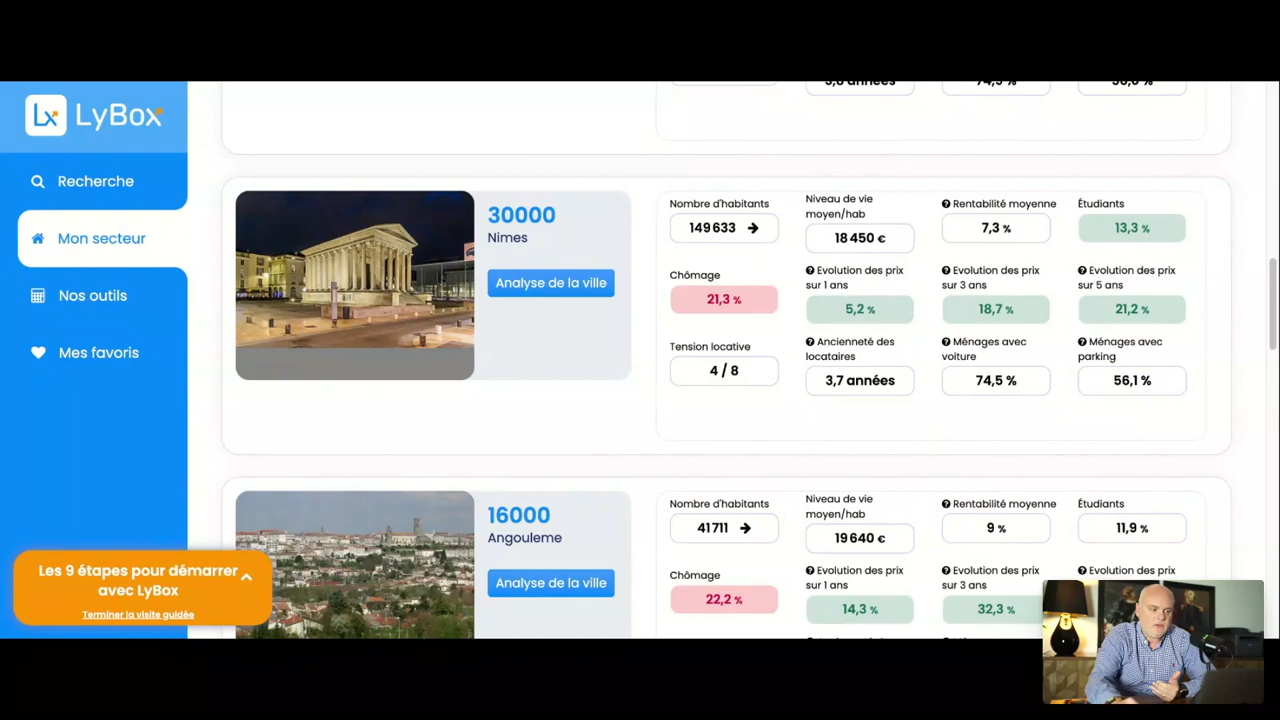 Lx LyBox
Recherche
Mon secteur
Nos outils
Mes favoris
Les 9 étapes pour démarrer
avec LyBox
Terminer la visite guidée
74,5 %
30000
Nimes
Analyse de la ville
Nombre d'habitants
149 633
Niveau de vie
moyen/hab
18 450 €
Rentabilité moyenne
7,3 %
Étudiants
13,3 %
Chômage
21,3 %
Evolution des prix
sur 1 ans
5,2 %
Evolution des prix
sur 3 ans
18,7 %
Evolution des prix
sur 5 ans
21,2 %
Tension locative
4 / 8
Ancienneté des
locataires
3,7 années
Ménages avec
voiture
74,5 %
Ménages avec
parking
56,1 %
16000
Angouleme
Analyse de la ville
Nombre d'habitants
41 711
Niveau de vie
moyen/hab
19 640 €
Rentabilité moyenne
9 %
Étudiants
11,9 %
Chômage
22,2 %
Evolution des prix
sur 1 ans
14,3 %
Evolution des prix
sur 3 ans
32,3 %
Evolution des prix